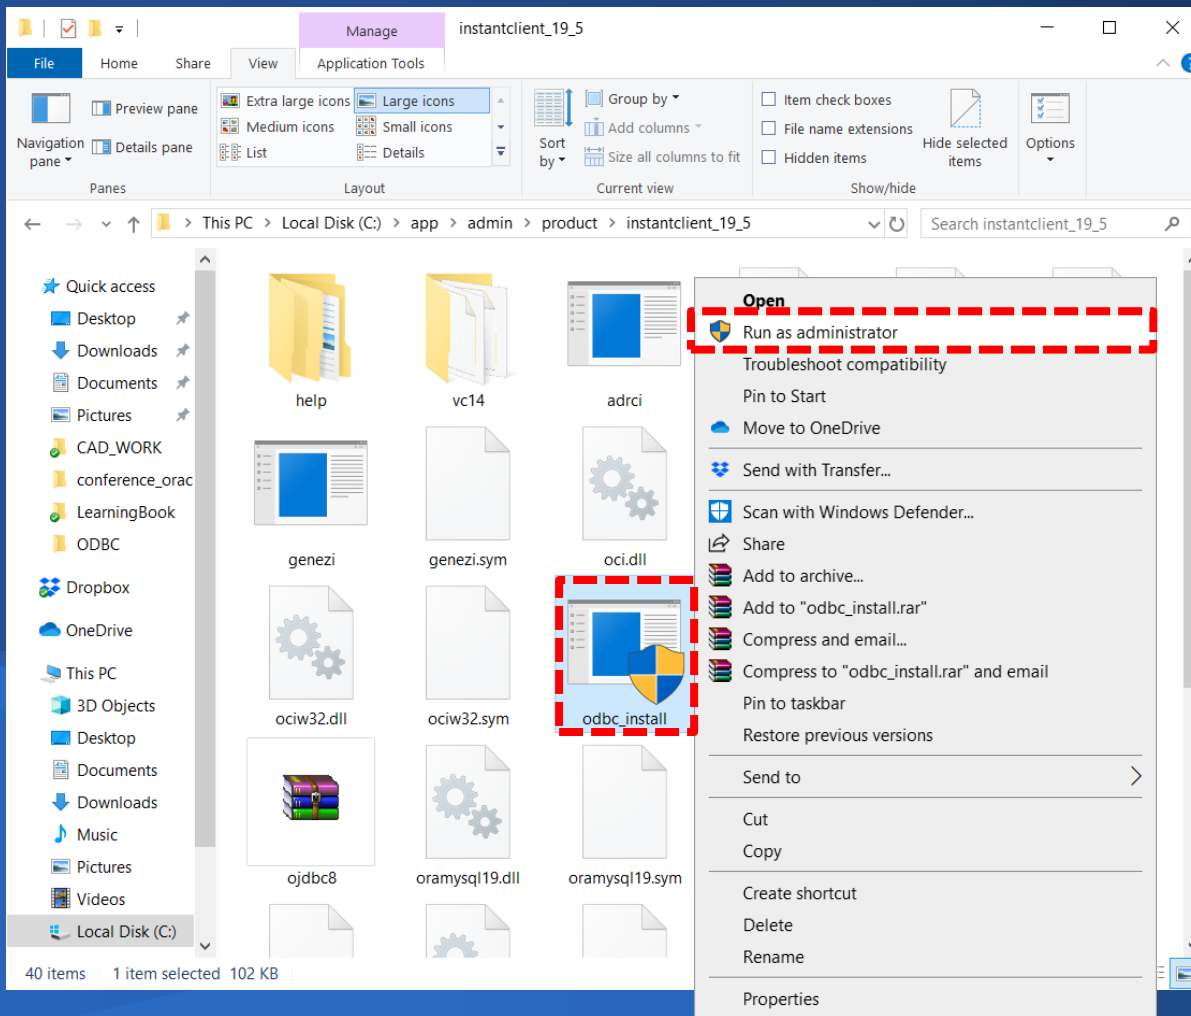 Manage
instantclient_19_5
File
Home
Share
View
Application Tools
Navigation pane
Preview pane
Details pane
Panes
Extra large icons
Large icons
Medium icons
Small icons
List
Details
Layout
Sort by
Group by
Add columns
Size all columns to fit
Current view
Item check boxes
File name extensions
Hidden items
Hide selected items
Show/hide
Options
This PC > Local Disk (C:) > app > admin > product > instantclient_19_5
Search instantclient_19_5
Quick access
Desktop
Downloads
Documents
Pictures
CAD_WORK
conference_orac
LearningBook
ODBC
Dropbox
OneDrive
This PC
3D Objects
Desktop
Documents
Downloads
Music
Pictures
Videos
Local Disk (C:)
help
vc14
adrci
genezi
genezi.sym
oci.dll
ociw32.dll
ociw32.sym
odbc_install
ojdbc8
oramysql19.dll
oramysql19.sym
Open
Run as administrator
Troubleshoot compatibility
Pin to Start
Move to OneDrive
Send with Transfer...
Scan with Windows Defender...
Share
Add to archive...
Add to "odbc_install.rar"
Compress and email...
Compress to "odbc_install.rar" and email
Pin to taskbar
Restore previous versions
Send to
Cut
Copy
Create shortcut
Delete
Rename
Properties
40 items
1 item selected 102 KB